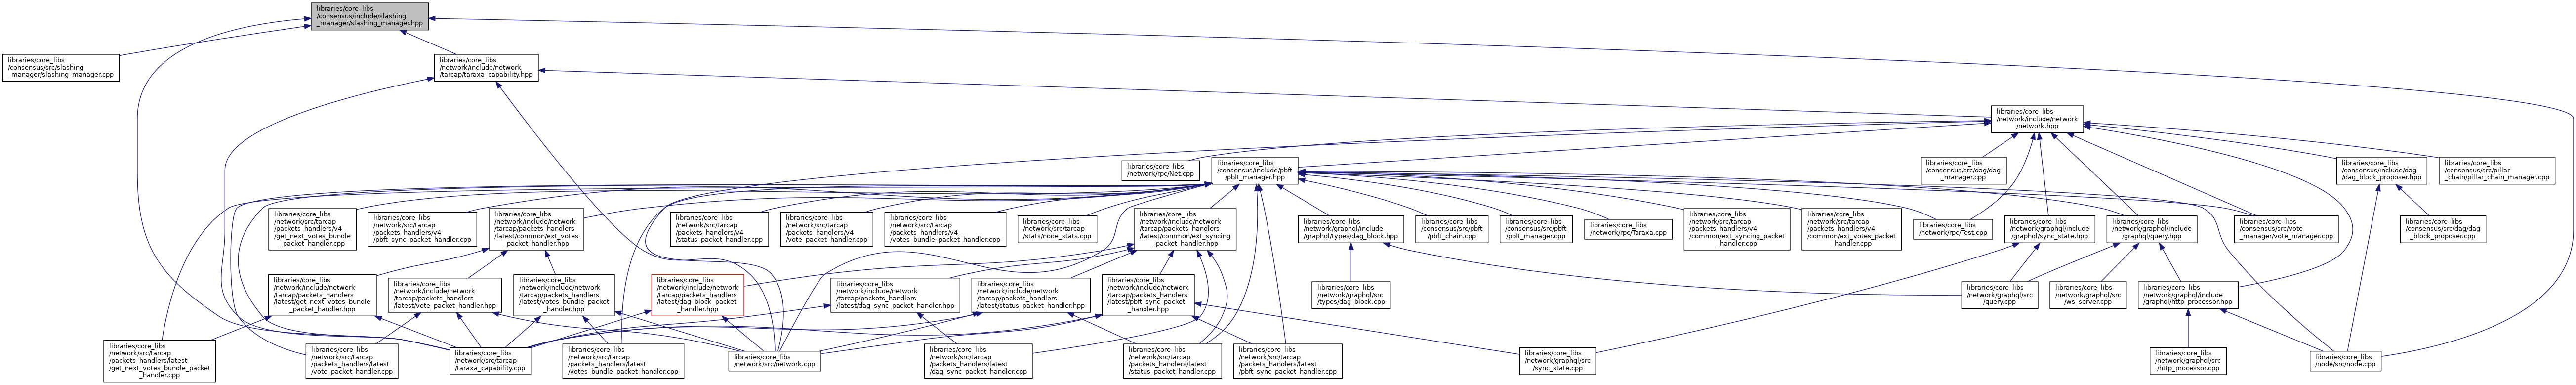 libraries/core_libs
/consensus/include/slashing
_manager/slashing_manager.hpp
libraries/core_libs
/consensus/src/slashing
_manager/slashing_manager.cpp
libraries/core_libs
/network/include/network
/tarcap/taraxa_capability.hpp
libraries/core_libs
/network/include/network
/network.hpp
libraries/core_libs
/network/rpc/Net.cpp
libraries/core_libs
/consensus/include/pbft
/pbft_manager.hpp
libraries/core_libs
/consensus/src/dag/dag
_manager.cpp
libraries/core_libs
/consensus/include/dag
/dag_block_proposer.hpp
libraries/core_libs
/consensus/src/pillar
_chain/pillar_chain_manager.cpp
libraries/core_libs
/network/src/tarcap
/packets_handlers/v4
/get_next_votes_bundle
_packet_handler.cpp
libraries/core_libs
/network/src/tarcap
/packets_handlers/v4
/pbft_sync_packet_handler.cpp
libraries/core_libs
/network/include/network
/tarcap/packets_handlers
/latest/common/ext_votes
_packet_handler.hpp
libraries/core_libs
/network/src/tarcap
/packets_handlers/v4
/status_packet_handler.cpp
libraries/core_libs
/network/src/tarcap
/packets_handlers/v4
/vote_packet_handler.cpp
libraries/core_libs
/network/src/tarcap
/packets_handlers/v4
/votes_bundle_packet_handler.cpp
libraries/core_libs
/network/src/tarcap
/stats/node_stats.cpp
libraries/core_libs
/network/include/network
/tarcap/packets_handlers
/latest/common/ext_syncing
_packet_handler.hpp
libraries/core_libs
/network/graphql/include
/graphql/types/dag_block.hpp
libraries/core_libs
/consensus/src/pbft
/pbft_chain.cpp
libraries/core_libs
/consensus/src/pbft
/pbft_manager.cpp
libraries/core_libs
/network/rpc/Taraxa.cpp
libraries/core_libs
/network/src/tarcap
/packets_handlers/v4
/common/ext_syncing_packet
_handler.cpp
libraries/core_libs
/network/src/tarcap
/packets_handlers/v4
/common/ext_votes_packet
_handler.cpp
libraries/core_libs
/network/rpc/Test.cpp
libraries/core_libs
/network/graphql/include
/graphql/sync_state.hpp
libraries/core_libs
/network/graphql/include
/graphql/query.hpp
libraries/core_libs
/consensus/src/vote
_manager/vote_manager.cpp
libraries/core_libs
/consensus/src/dag/dag
_block_proposer.cpp
libraries/core_libs
/network/include/network
/tarcap/packets_handlers
/latest/get_next_votes_bundle
_packet_handler.hpp
libraries/core_libs
/network/include/network
/tarcap/packets_handlers
/latest/vote_packet_handler.hpp
libraries/core_libs
/network/include/network
/tarcap/packets_handlers
/latest/votes_bundle_packet
_handler.hpp
libraries/core_libs
/network/include/network
/tarcap/packets_handlers
/latest/dag_block_packet
_handler.hpp
libraries/core_libs
/network/include/network
/tarcap/packets_handlers
/latest/dag_sync_packet_handler.hpp
libraries/core_libs
/network/include/network
/tarcap/packets_handlers
/latest/status_packet_handler.hpp
libraries/core_libs
/network/include/network
/tarcap/packets_handlers
/latest/pbft_sync_packet
_handler.hpp
libraries/core_libs
/network/graphql/src
/types/dag_block.cpp
libraries/core_libs
/network/graphql/src
/query.cpp
libraries/core_libs
/network/graphql/src
/ws_server.cpp
libraries/core_libs
/network/graphql/include
/graphql/http_processor.hpp
libraries/core_libs
/network/src/tarcap
/packets_handlers/latest
/get_next_votes_bundle_packet
_handler.cpp
libraries/core_libs
/network/src/tarcap
/packets_handlers/latest
/vote_packet_handler.cpp
libraries/core_libs
/network/src/tarcap
/taraxa_capability.cpp
libraries/core_libs
/network/src/tarcap
/packets_handlers/latest
/votes_bundle_packet_handler.cpp
libraries/core_libs
/network/src/network.cpp
libraries/core_libs
/network/src/tarcap
/packets_handlers/latest
/dag_sync_packet_handler.cpp
libraries/core_libs
/network/src/tarcap
/packets_handlers/latest
/status_packet_handler.cpp
libraries/core_libs
/network/src/tarcap
/packets_handlers/latest
/pbft_sync_packet_handler.cpp
libraries/core_libs
/network/graphql/src
/sync_state.cpp
libraries/core_libs
/network/graphql/src
/http_processor.cpp
libraries/core_libs
/node/src/node.cpp